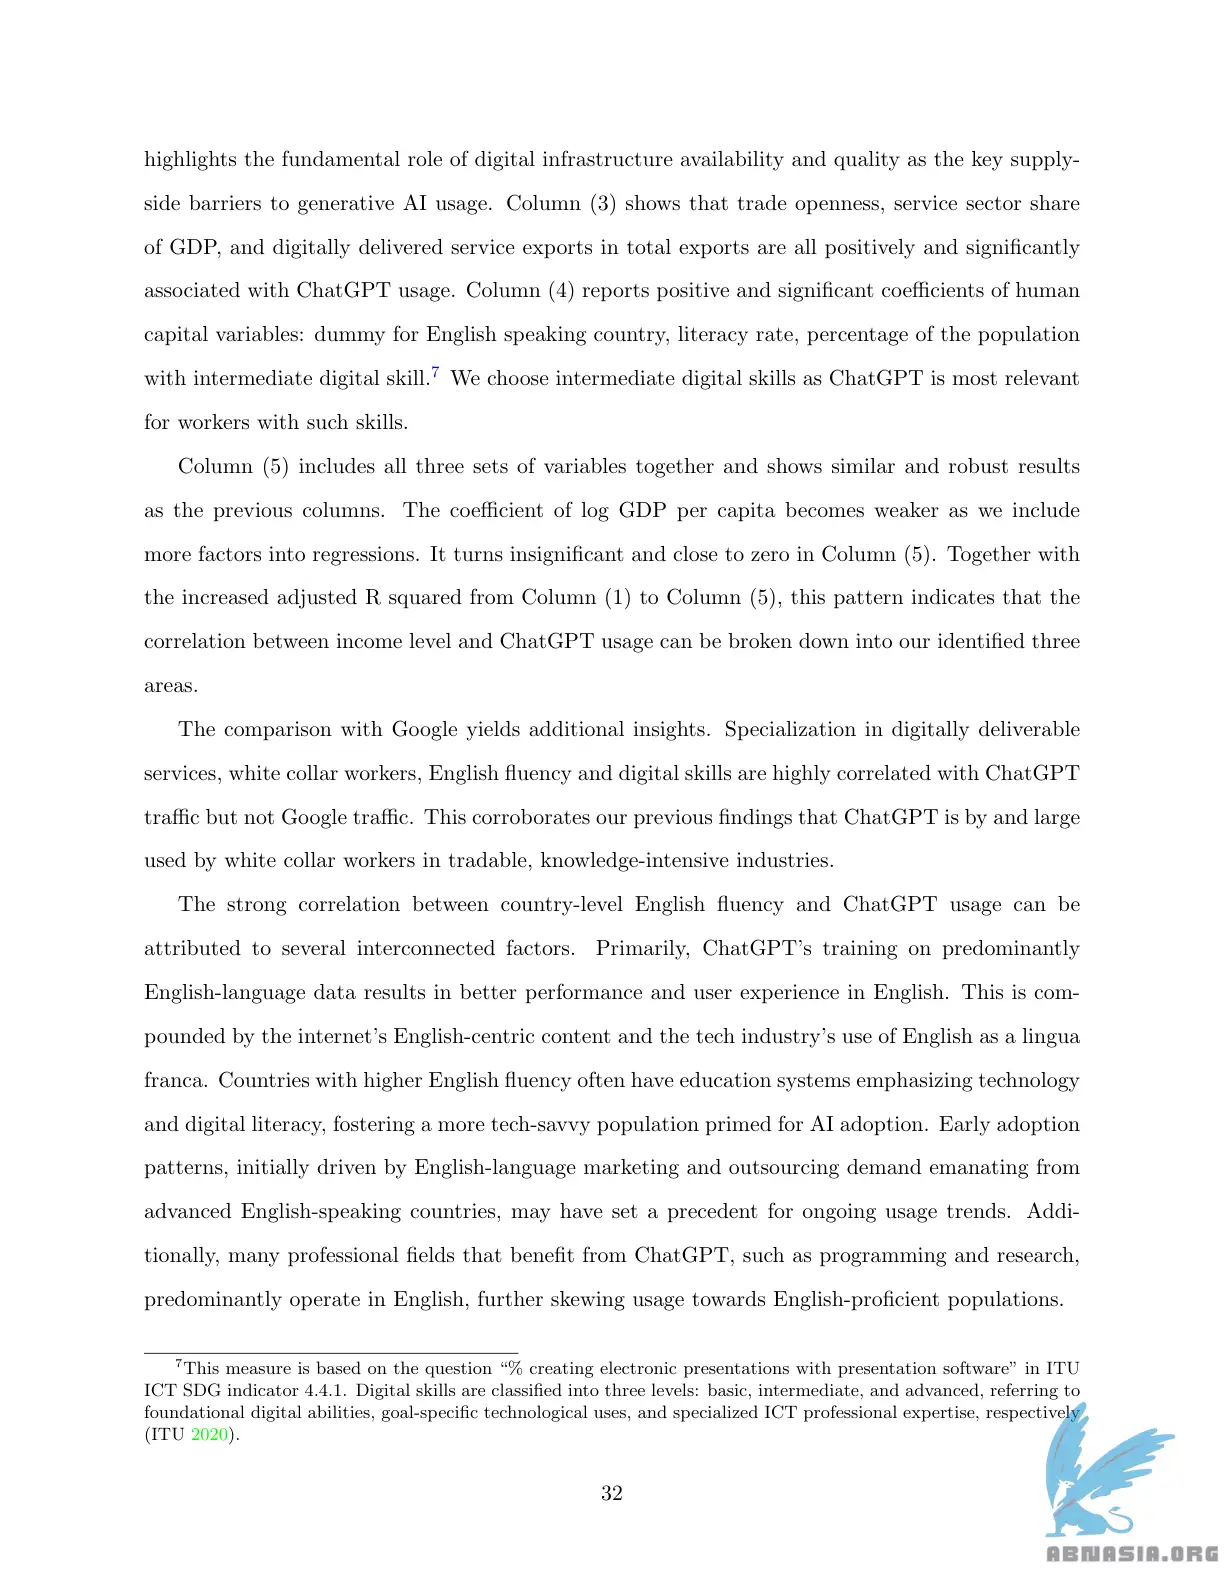 highlights the fundamental role of digital infrastructure availability and quality as the key supply-
side barriers to generative AI usage. Column (3) shows that trade openness, service sector share
of GDP, and digitally delivered service exports in total exports are all positively and significantly
associated with ChatGPT usage. Column (4) reports positive and significant coefficients of human
capital variables: dummy for English speaking country, literacy rate, percentage of the population
with intermediate digital skill.7 We choose intermediate digital skills as ChatGPT is most relevant
for workers with such skills.
Column (5) includes all three sets of variables together and shows similar and robust results
as the previous columns. The coefficient of log GDP per capita becomes weaker as we include
more factors into regressions. It turns insignificant and close to zero in Column (5). Together with
the increased adjusted R squared from Column (1) to Column (5), this pattern indicates that the
correlation between income level and ChatGPT usage can be broken down into our identified three
areas.
The comparison with Google yields additional insights. Specialization in digitally deliverable
services, white collar workers, English fluency and digital skills are highly correlated with ChatGPT
traffic but not Google traffic. This corroborates our previous findings that ChatGPT is by and large
used by white collar workers in tradable, knowledge-intensive industries.
The strong correlation between country-level English fluency and ChatGPT usage can be
attributed to several interconnected factors. Primarily, ChatGPT's training on predominantly
English-language data results in better performance and user experience in English. This is com-
pounded by the internet's English-centric content and the tech industry's use of English as a lingua
franca. Countries with higher English fluency often have education systems emphasizing technology
and digital literacy, fostering a more tech-savvy population primed for AI adoption. Early adoption
patterns, initially driven by English-language marketing and outsourcing demand emanating from
advanced English-speaking countries, may have set a precedent for ongoing usage trends. Addi-
tionally, many professional fields that benefit from ChatGPT, such as programming and research,
predominantly operate in English, further skewing usage towards English-proficient populations.
7This measure is based on the question “% creating electronic presentations with presentation software” in ITU
ICT SDG indicator 4.4.1. Digital skills are classified into three levels: basic, intermediate, and advanced, referring to
foundational digital abilities, goal-specific technological uses, and specialized ICT professional expertise, respectively
(ITU 2020).
32
ABNASIA.ORG